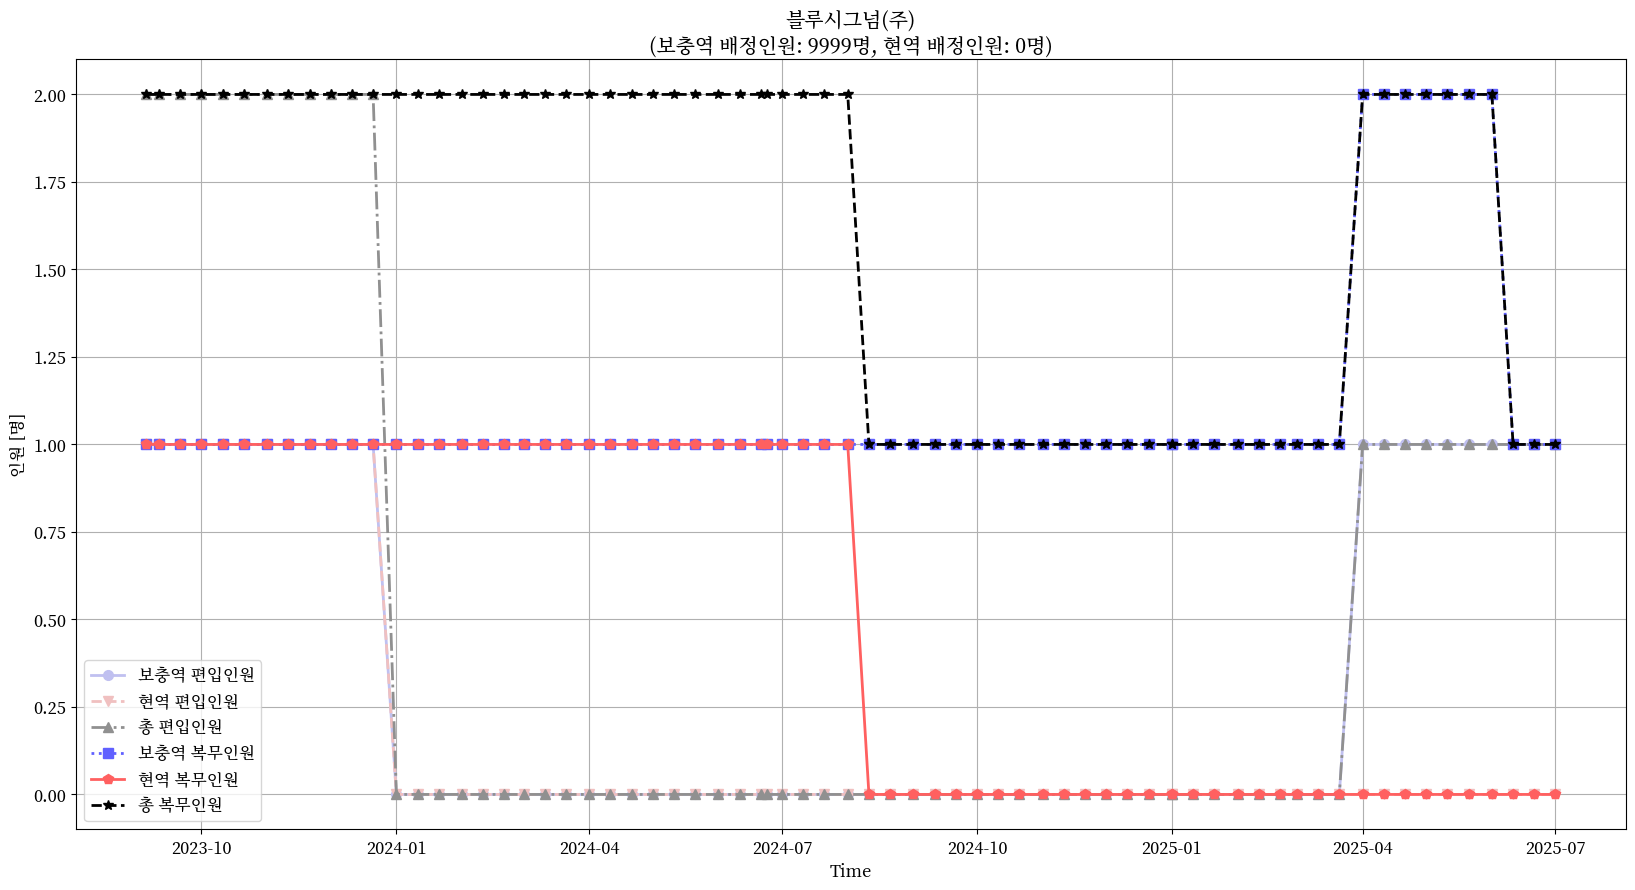 블루시그넘(주)
(보충역 배정인원: 9999명, 현역 배정인원: 0명)
2.00
1.75
1.50
1.25
1.00
0.75
0.50
0.25
0.00
인원 [명]
보충역 편입인원
현역 편입인원
총 편입인원
보충역 복무인원
현역 복무인원
총 복무인원
2023-10 2024-01 2024-04 2024-07 2024-10 2025-01 2025-04 2025-07
Time